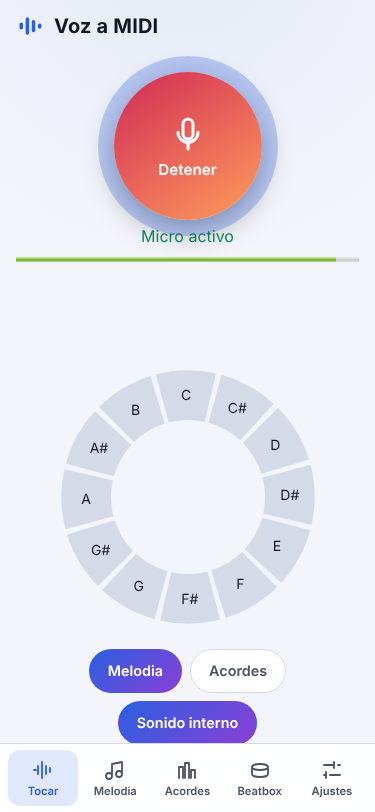 Voz a MIDI
Detener
Micro activo
C
C#
D
D#
E
F
F#
G
G#
A
A#
B
Melodia
Acordes
Sonido interno
Tocar
Melodia
Acordes
Beatbox
Ajustes